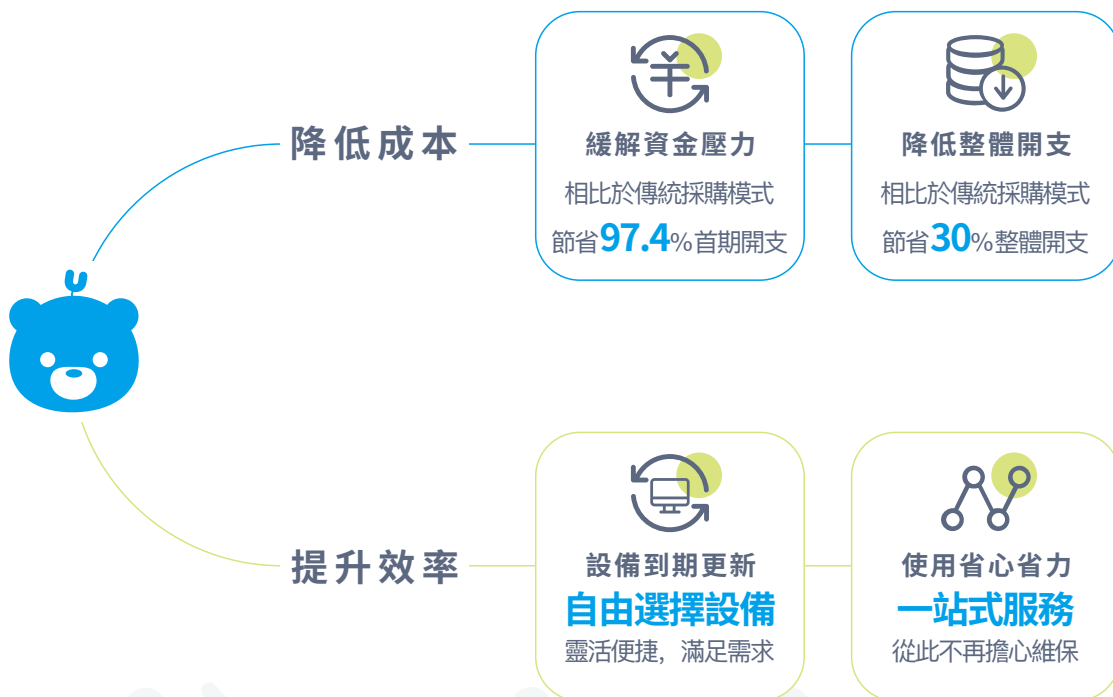 降低成本
緩解資金壓力
相比於傳統採購模式
節省97.4%首期開支
降低整體開支
相比於傳統採購模式
節省30%整體開支
提升效率
設備到期更新
自由選擇設備
靈活便捷，滿足需求
使用省心省力
一站式服務
從此不再擔心維保